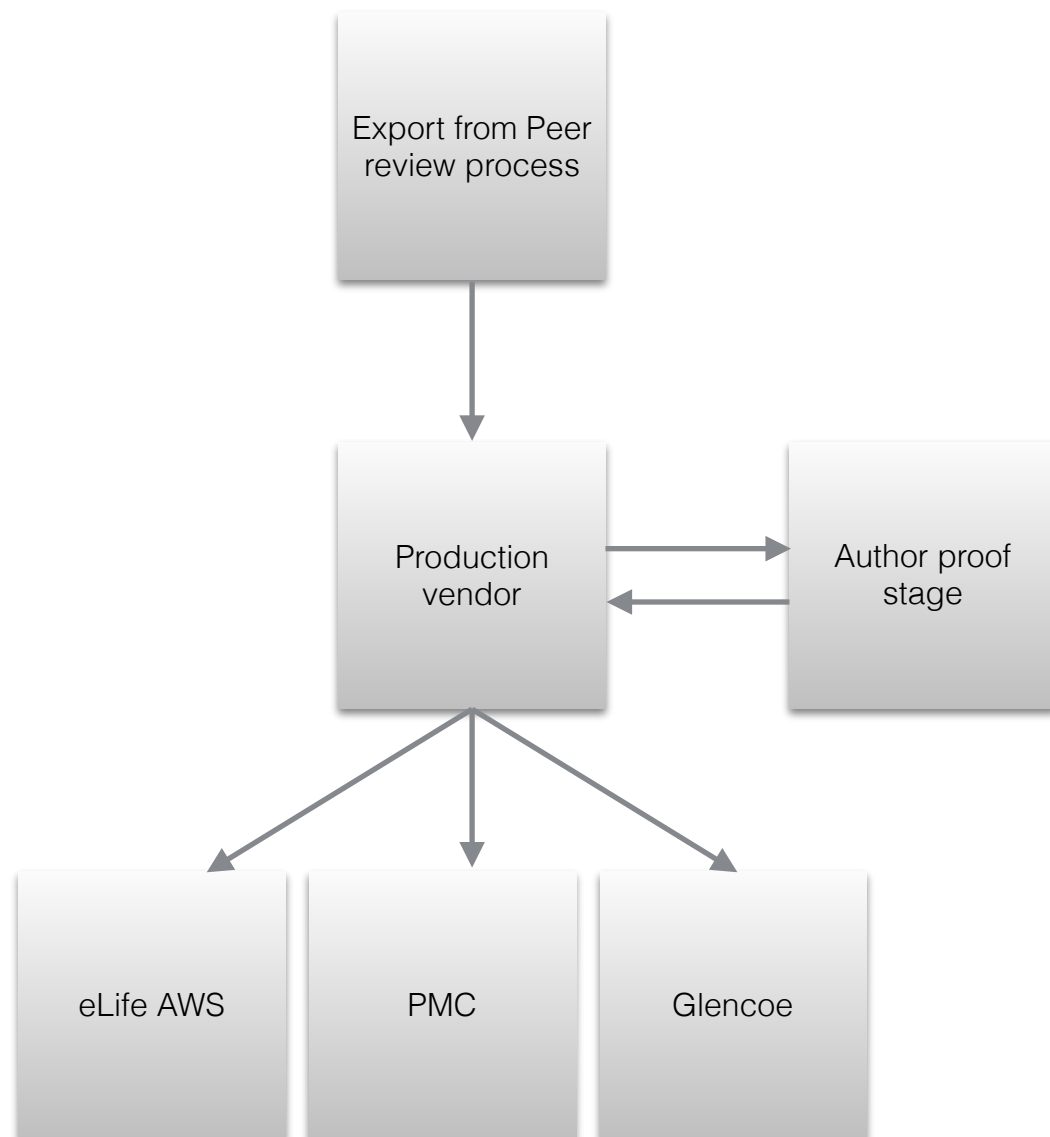 Export from Peer
review process
Production
vendor
Author proof
stage
eLife AWS
PMC
Glencoe